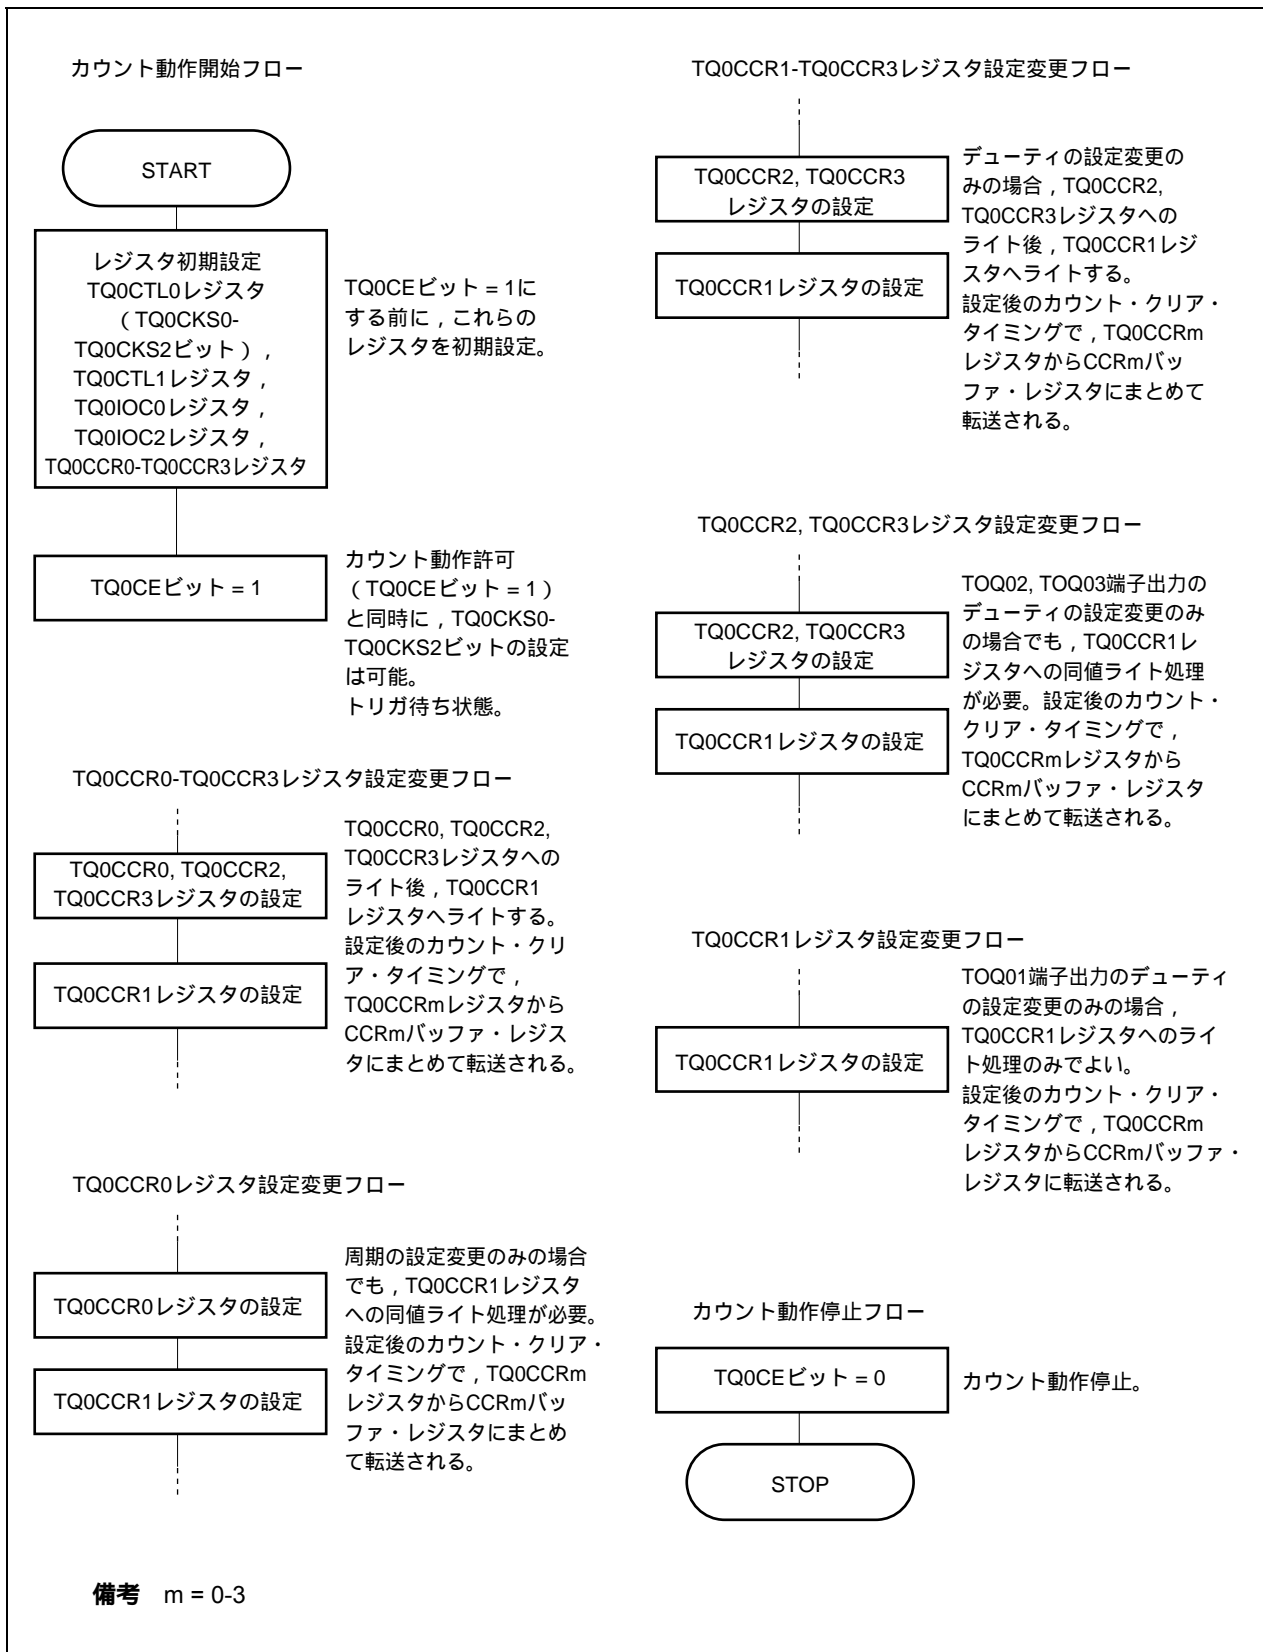 カウント動作開始フロー
START
レジスタ初期設定
TQ0CTL0レジスタ
（TQ0CKS0-
TQ0CKS2ビット），
TQ0CTL1レジスタ，
TQ0IOC0レジスタ，
TQ0IOC2レジスタ，
TQ0CCR0-TQ0CCR3レジスタ
TQ0CEビット = 1に
する前に，これらの
レジスタを初期設定。
TQ0CEビット = 1
カウント動作許可
（TQ0CEビット = 1）
と同時に，TQ0CKS0-
TQ0CKS2ビットの設定
は可能。
トリガ待ち状態。
TQ0CCR0-TQ0CCR3レジスタ設定変更フロー
TQ0CCR0, TQ0CCR2,
TQ0CCR3レジスタの設定
TQ0CCR1レジスタの設定
TQ0CCR0, TQ0CCR2,
TQ0CCR3レジスタへの
ライト後，TQ0CCR1
レジスタへライトする。
設定後のカウント・クリ
ア・タイミングで，
TQ0CCRmレジスタから
CCRmバッファ・レジス
タにまとめて転送される。
TQ0CCR0レジスタ設定変更フロー
TQ0CCR0レジスタの設定
TQ0CCR1レジスタの設定
周期の設定変更のみの場合
でも，TQ0CCR1レジスタ
への同値ライト処理が必要。
設定後のカウント・クリア・
タイミングで，TQ0CCRm
レジスタからCCRmバッ
ファ・レジスタにまとめ
て転送される。
TQ0CCR1-TQ0CCR3レジスタ設定変更フロー
TQ0CCR2, TQ0CCR3
レジスタの設定
TQ0CCR1レジスタの設定
デューティの設定変更の
みの場合，TQ0CCR2,
TQ0CCR3レジスタへの
ライト後，TQ0CCR1レジ
スタへライトする。
設定後のカウント・クリア・
タイミングで，TQ0CCRm
レジスタからCCRmバッ
ファ・レジスタにまとめて
転送される。
TQ0CCR2, TQ0CCR3レジスタ設定変更フロー
TQ0CCR2, TQ0CCR3
レジスタの設定
TQ0CCR1レジスタの設定
TOQ02, TOQ03端子出力の
デューティの設定変更のみ
の場合でも，TQ0CCR1レ
ジスタへの同値ライト処理
が必要。設定後のカウント・
クリア・タイミングで，
TQ0CCRmレジスタから
CCRmバッファ・レジスタ
にまとめて転送される。
TQ0CCR1レジスタ設定変更フロー
TQ0CCR1レジスタの設定
TOQ01端子出力のデューティ
の設定変更のみの場合，
TQ0CCR1レジスタへのライ
ト処理のみでよい。
設定後のカウント・クリア・
タイミングで，TQ0CCRm
レジスタからCCRmバッファ・
レジスタに転送される。
カウント動作停止フロー
TQ0CEビット = 0
カウント動作停止。
STOP
備考　m = 0-3